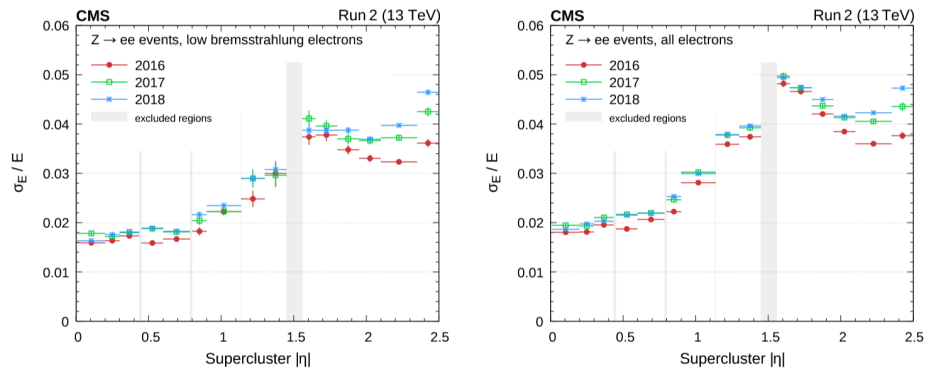 CMS Run 2 (13 TeV)
Z → ee events, low bremsstrahlung electrons
2016
2017
2018
excluded regions
0.06
0.05
0.04
0.03
0.02
0.01
0
σE / E
0 0.5 1 1.5 2 2.5
Supercluster |η|
CMS Run 2 (13 TeV)
Z → ee events, all electrons
2016
2017
2018
excluded regions
0.06
0.05
0.04
0.03
0.02
0.01
0
σE / E
0 0.5 1 1.5 2 2.5
Supercluster |η|